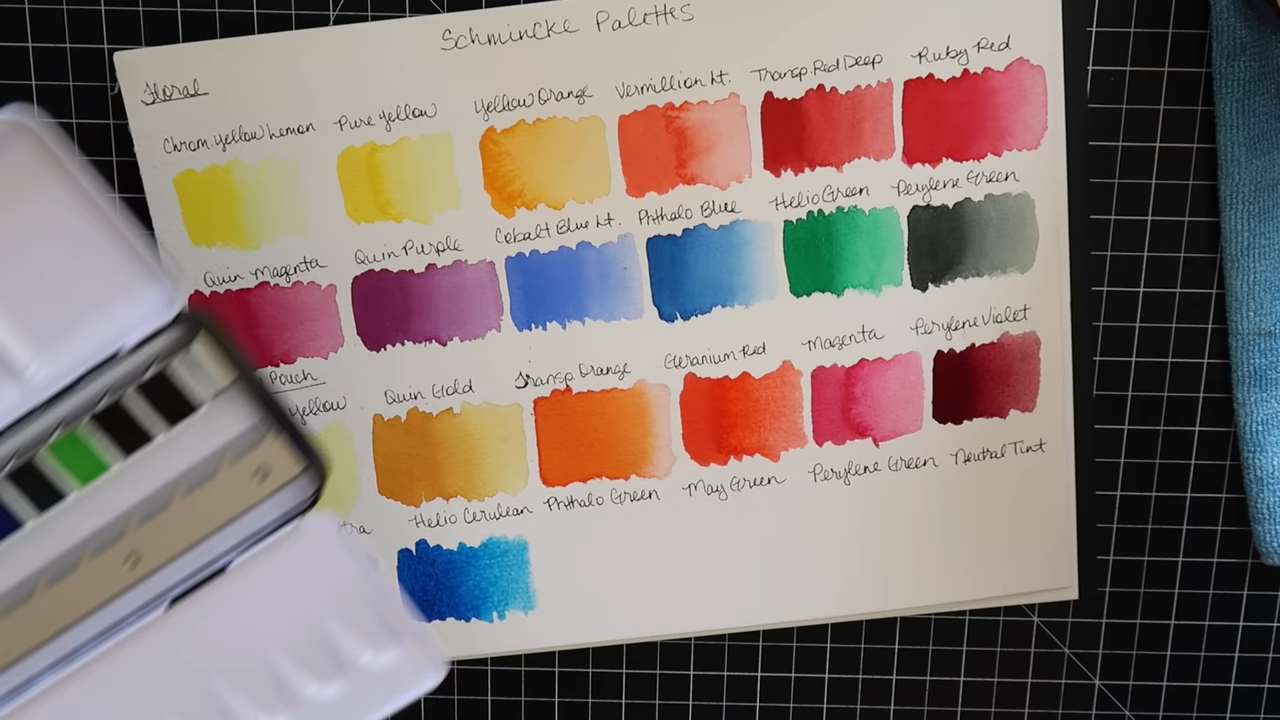 Schmincke Palettes
Floral
Chrom. Yellow Lemon Pure Yellow Yellow Orange Vermillion Lt. Transp. Red Deep Ruby Red
Quin Magenta Quin Purple Cobalt Blue Lt. Phthalo Blue Helio Green Perylene Green
Pouch
Yellow Quin Gold Transp. Orange Geranium Red Magenta Perylene Violet
tra Helio Cerulean Phthalo Green May Green Perylene Green Neutral Tint